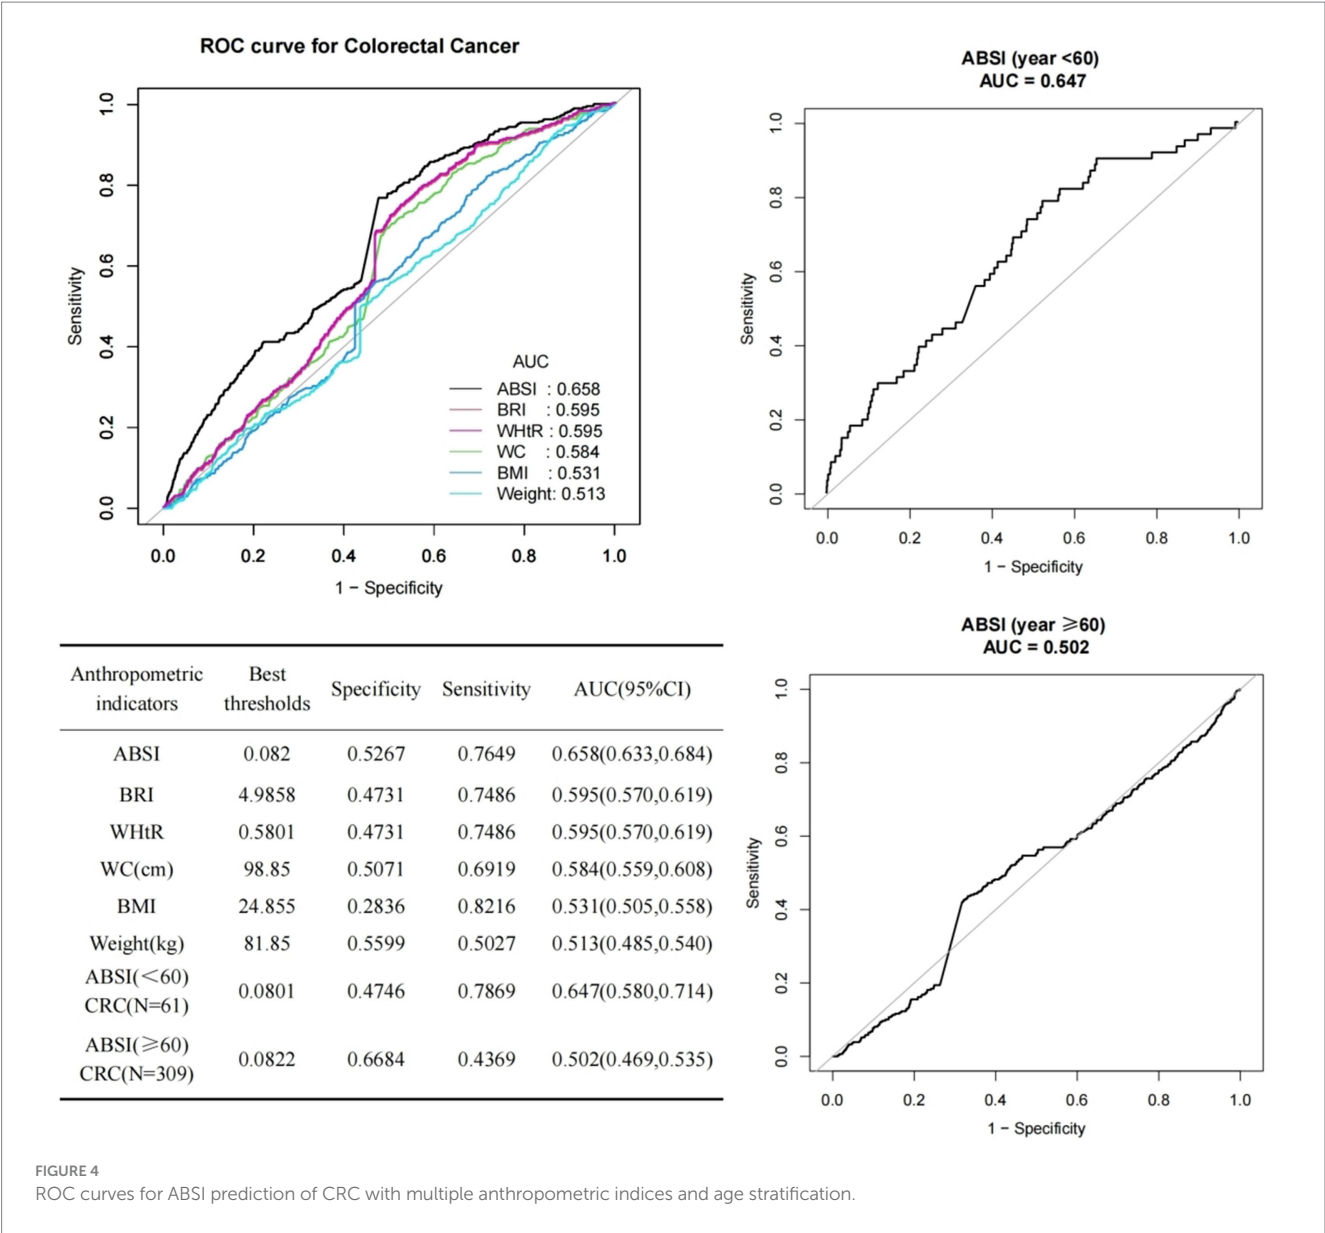 ROC curve for Colorectal Cancer
Sensitivity
1.0
0.8
0.6
0.4
0.2
0.0
AUC
ABSI : 0.658
BRI : 0.595
WHtR : 0.595
WC : 0.584
BMI : 0.531
Weight: 0.513
0.0 0.2 0.4 0.6 0.8 1.0
1 − Specificity
ABSI (year <60)
AUC = 0.647
Sensitivity
1.0
0.8
0.6
0.4
0.2
0.0
0.0 0.2 0.4 0.6 0.8 1.0
1 − Specificity
Anthropometric indicators Best thresholds Specificity Sensitivity AUC(95%CI)
ABSI 0.082 0.5267 0.7649 0.658(0.633,0.684)
BRI 4.9858 0.4731 0.7486 0.595(0.570,0.619)
WHtR 0.5801 0.4731 0.7486 0.595(0.570,0.619)
WC(cm) 98.85 0.5071 0.6919 0.584(0.559,0.608)
BMI 24.855 0.2836 0.8216 0.531(0.505,0.558)
Weight(kg) 81.85 0.5599 0.5027 0.513(0.485,0.540)
ABSI(<60)
CRC(N=61) 0.0801 0.4746 0.7869 0.647(0.580,0.714)
ABSI(⩾60)
CRC(N=309) 0.0822 0.6684 0.4369 0.502(0.469,0.535)
ABSI (year ⩾60)
AUC = 0.502
Sensitivity
1.0
0.8
0.6
0.4
0.2
0.0
0.0 0.2 0.4 0.6 0.8 1.0
1 − Specificity
FIGURE 4
ROC curves for ABSI prediction of CRC with multiple anthropometric indices and age stratification.